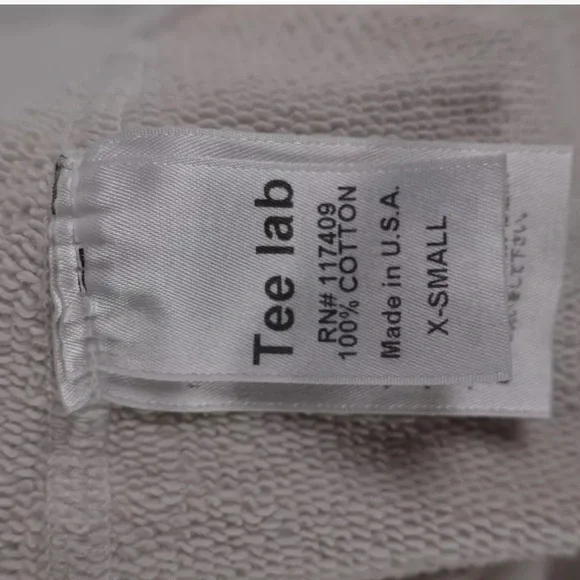 Tee lab
RN# 117409
100% COTTON
Made in U.S.A.
X-SMALL